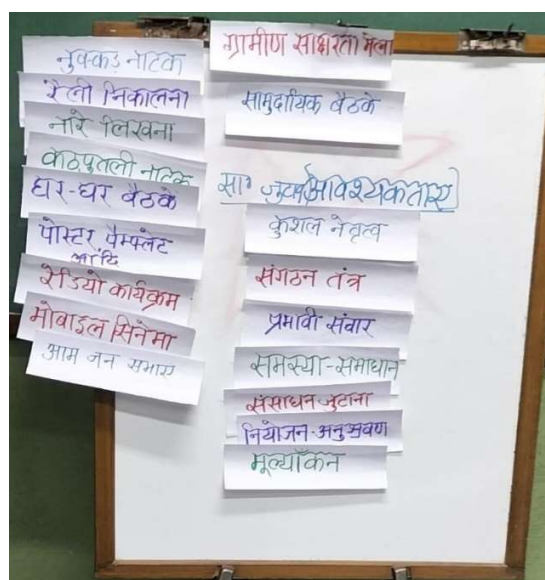 नुक्कड़ नाटक
रैली निकालना
नारे लिखना
कठपुतली नाटक
घर-घर बैठकें
पोस्टर पैम्फ्लेट
आदि
रेडियो कार्यक्रम
मोबाइल सिनेमा
आम जन सभाएं
ग्रामीण साक्षरता मेला
सामुदायिक बैठकें
सा० जुटाव आवश्यकताएं
कुशल नेतृत्व
संगठन तंत्र
प्रभावी संचार
समस्या-समाधान
संसाधन जुटाना
नियोजन-अनुश्रवण
मूल्याँकन